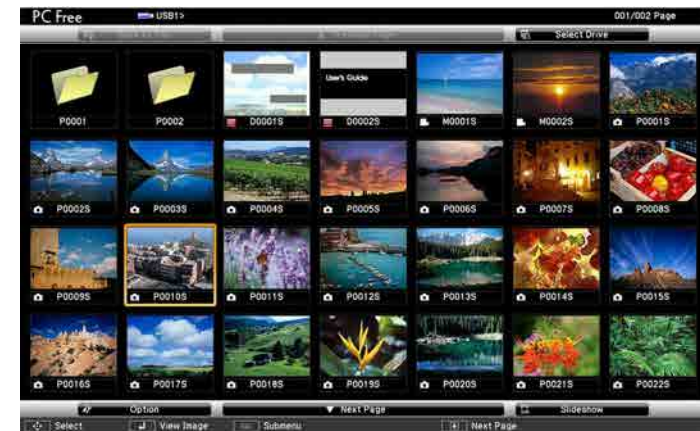 PC Free USB1> 001/002 Page
Select Drive
User's Guide
P0001 P0002 D0001S D0002S M0001S M0002S P0001S
P0002S P0003S P0004S P0005S P0006S P0007S P0008S
P0009S P0010S P0011S P0012S P0013S P0014S P0015S
P0016S P0017S P0018S P0019S P0020S P0021S P0022S
Option Next Page Slideshow
Select View Image Submenu Next Page